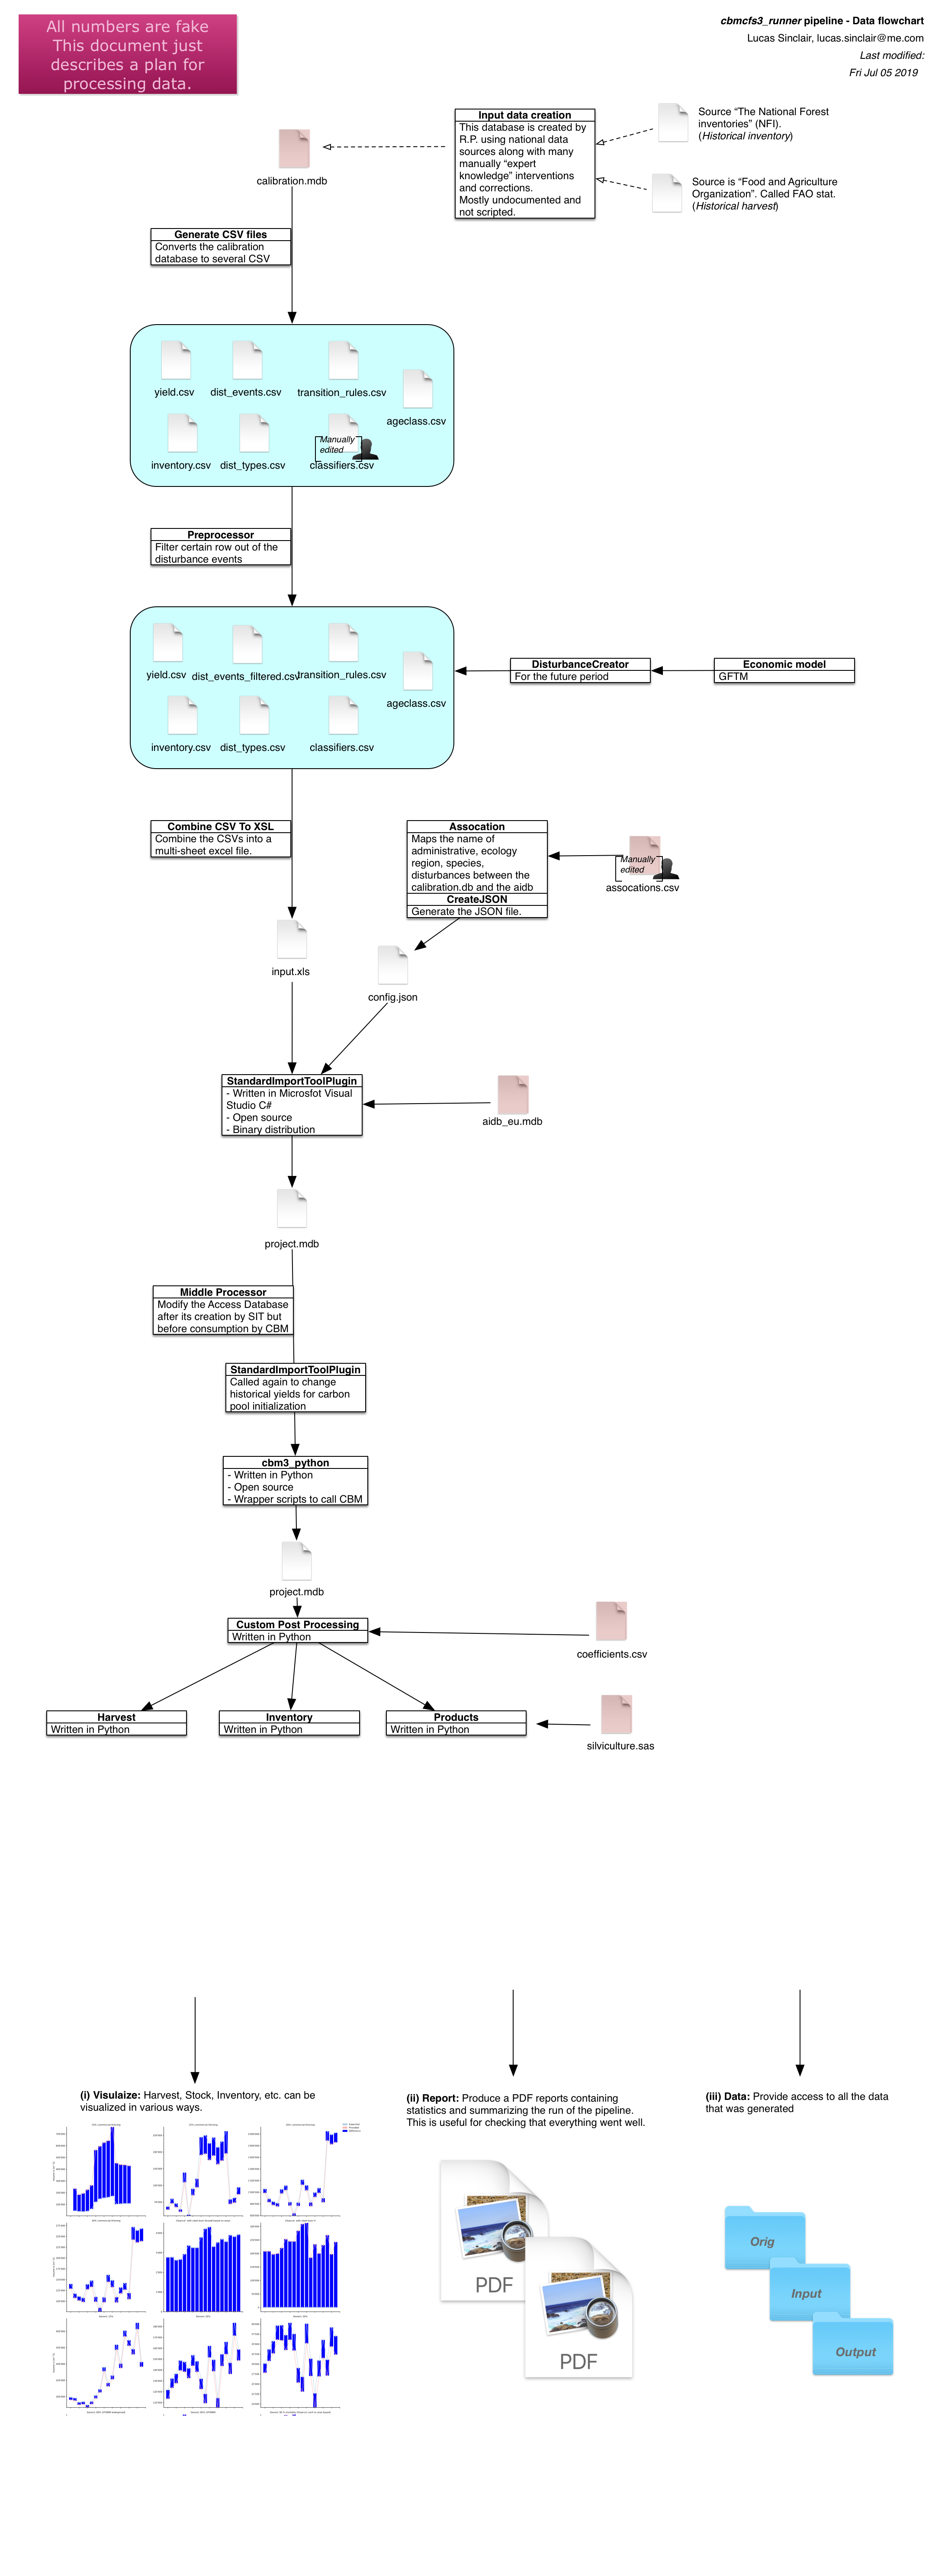 All numbers are fake
This document just
describes a plan for
processing data.
cbmcfs3_runner pipeline - Data flowchart
Lucas Sinclair, lucas.sinclair@me.com
Last modified:
Fri Jul 05 2019
calibration.mdb
Input data creation
This database is created by
R.P. using national data
sources along with many
manually “expert
knowledge” interventions
and corrections.
Mostly undocumented and
not scripted.
Source “The National Forest
inventories” (NFI).
(Historical inventory)
Source is “Food and Agriculture
Organization”. Called FAO stat.
(Historical harvest)
Generate CSV files
Converts the calibration
database to several CSV
yield.csv
dist_events.csv
transition_rules.csv
ageclass.csv
inventory.csv
dist_types.csv
Manually
edited
classifiers.csv
Preprocessor
Filter certain row out of the
disturbance events
yield.csv
dist_events_filtered.csv
transition_rules.csv
ageclass.csv
inventory.csv
dist_types.csv
classifiers.csv
DisturbanceCreator
For the future period
Economic model
GFTM
Combine CSV To XSL
Combine the CSVs into a
multi-sheet excel file.
Assocation
Maps the name of
administrative, ecology
region, species,
disturbances between the
calibration.db and the aidb
CreateJSON
Generate the JSON file.
Manually
edited
assocations.csv
input.xls
config.json
StandardImportToolPlugin
- Written in Microsfot Visual
Studio C#
- Open source
- Binary distribution
aidb_eu.mdb
project.mdb
Middle Processor
Modify the Access Database
after its creation by SIT but
before consumption by CBM
StandardImportToolPlugin
Called again to change
historical yields for carbon
pool initialization
cbm3_python
- Written in Python
- Open source
- Wrapper scripts to call CBM
project.mdb
Custom Post Processing
Written in Python
coefficients.csv
Harvest
Written in Python
Inventory
Written in Python
Products
Written in Python
silviculture.sas
(i) Visulaize: Harvest, Stock, Inventory, etc. can be
visualized in various ways.
(ii) Report: Produce a PDF reports containing
statistics and summarizing the run of the pipeline.
This is useful for checking that everything went well.
(iii) Data: Provide access to all the data
that was generated
PDF
PDF
Orig
Input
Output